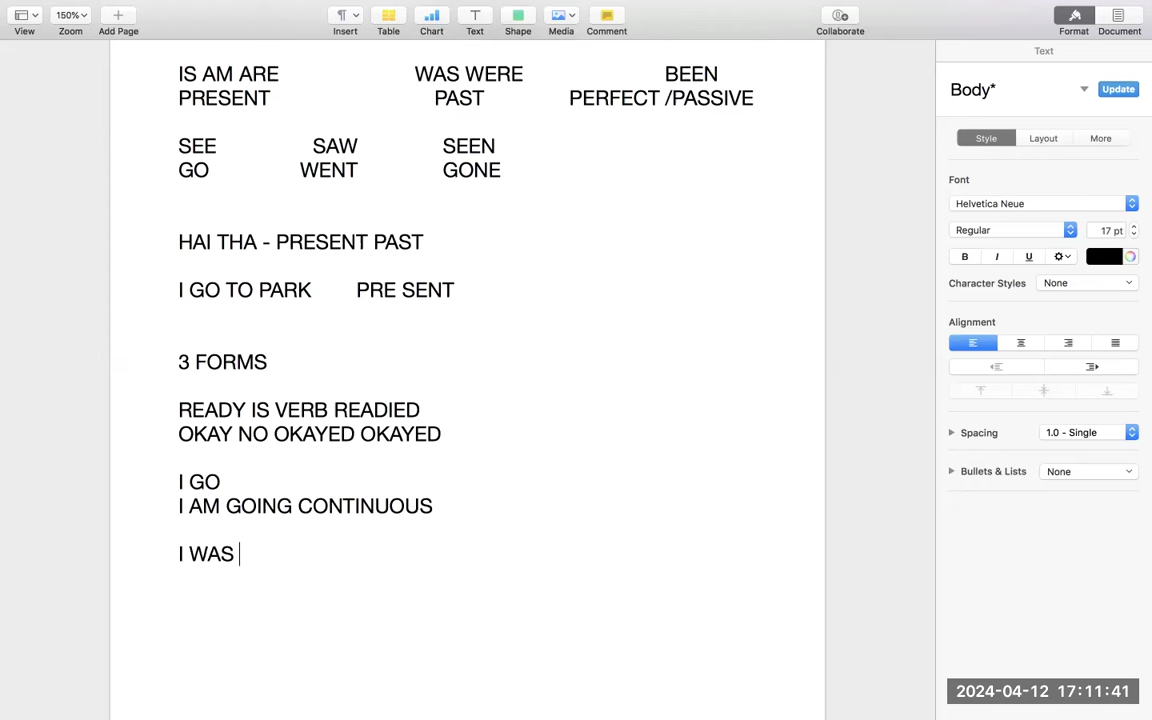 View 150% Zoom Add Page Insert Table Chart Text Shape Media Comment Collaborate Format Document
Text
Body* Update
Style Layout More
Font
Helvetica Neue
Regular 17 pt
B I U
Character Styles None
Alignment
Spacing 1.0 - Single
Bullets & Lists None
IS AM ARE WAS WERE BEEN
PRESENT PAST PERFECT /PASSIVE
SEE SAW SEEN
GO WENT GONE
HAI THA - PRESENT PAST
I GO TO PARK PRE SENT
3 FORMS
READY IS VERB READIED
OKAY NO OKAYED OKAYED
I GO
I AM GOING CONTINUOUS
I WAS
2024-04-12 17:11:41